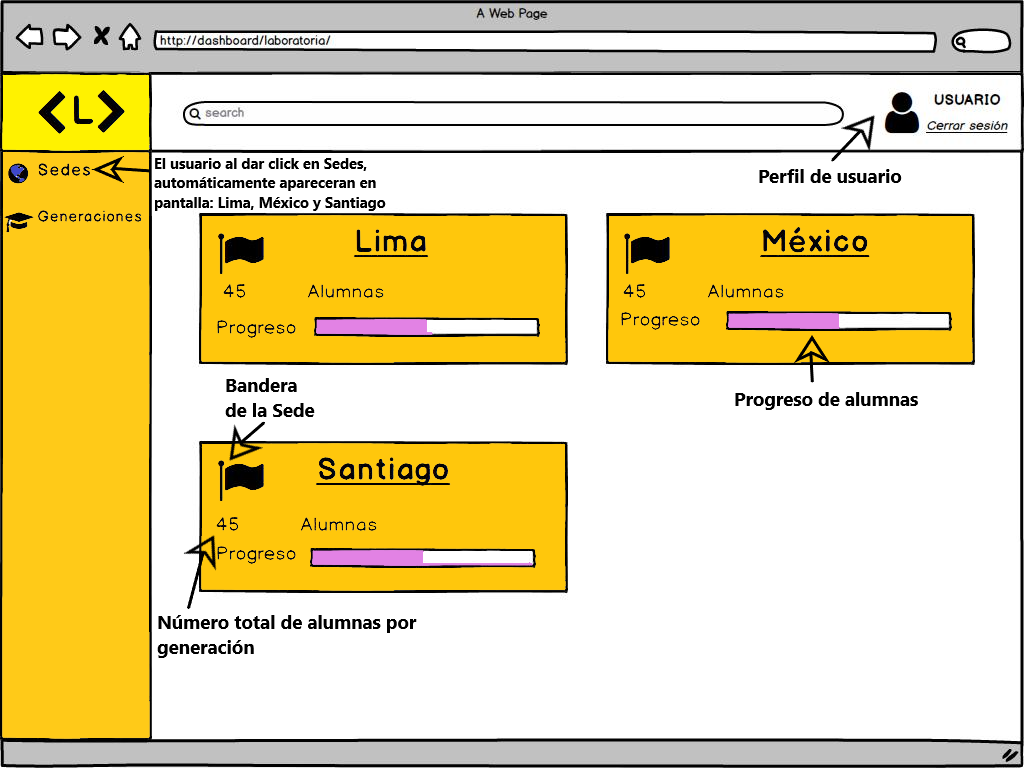 A Web Page
http://dashboard/laboratoria/
<L>
search
USUARIO
Cerrar sesión
Perfil de usuario
Sedes
Generaciones
El usuario al dar click en Sedes,
automáticamente apareceran en
pantalla: Lima, México y Santiago
Lima
45 Alumnas
Progreso
México
45 Alumnas
Progreso
Progreso de alumnas
Bandera
de la Sede
Santiago
45 Alumnas
Progreso
Número total de alumnas por
generación